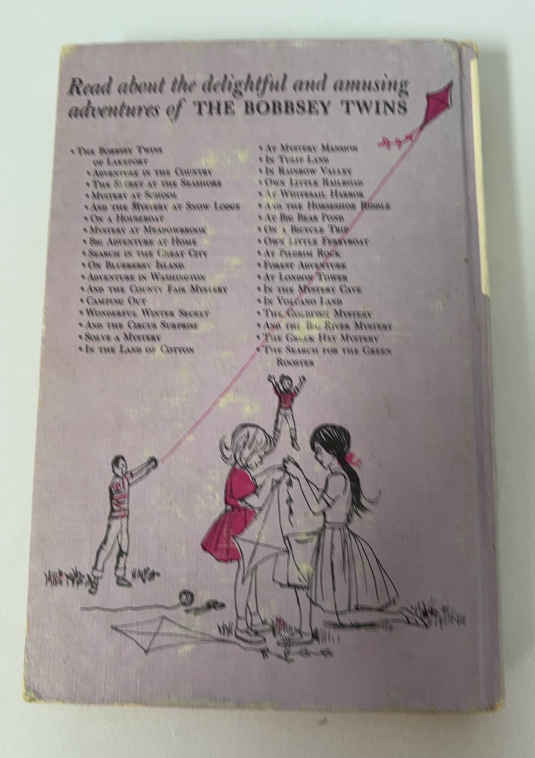 Read about the delightful and amusing
adventures of THE BOBBSEY TWINS
• THE BOBBSEY TWINS
OF LAKEPORT
• ADVENTURE IN THE COUNTRY
• THE SECRET AT THE SEASHORE
• MYSTERY AT SCHOOL
• AND THE MYSTERY AT SNOW LODGE
• ON A HOUSEBOAT
• MYSTERY AT MEADOWBROOK
• BIG ADVENTURE AT HOME
• SEARCH IN THE GREAT CITY
• ON BLUEBERRY ISLAND
• ADVENTURE IN WASHINGTON
• AND THE COUNTY FAIR MYSTERY
• CAMPING OUT
• WONDERFUL WINTER SECRET
• AND THE CIRCUS SURPRISE
• SOLVE A MYSTERY
• IN THE LAND OF COTTON
• AT MYSTERY MANSION
• IN TULIP LAND
• IN RAINBOW VALLEY
• OWN LITTLE RAILROAD
• AT WHITESAIL HARBOR
• AND THE HORSESHOE RIDDLE
• AT BIG BEAR POND
• ON A BICYCLE TRIP
• OWN LITTLE FERRYBOAT
• AT PILGRIM ROCK
• FOREST ADVENTURE
• AT LONDON TOWER
• IN THE MYSTERY CAVE
• IN VOLCANO LAND
• THE GOLDFISH MYSTERY
• AND THE BIG RIVER MYSTERY
• THE GREEK HAT MYSTERY
• THE SEARCH FOR THE GREEN
ROOSTER